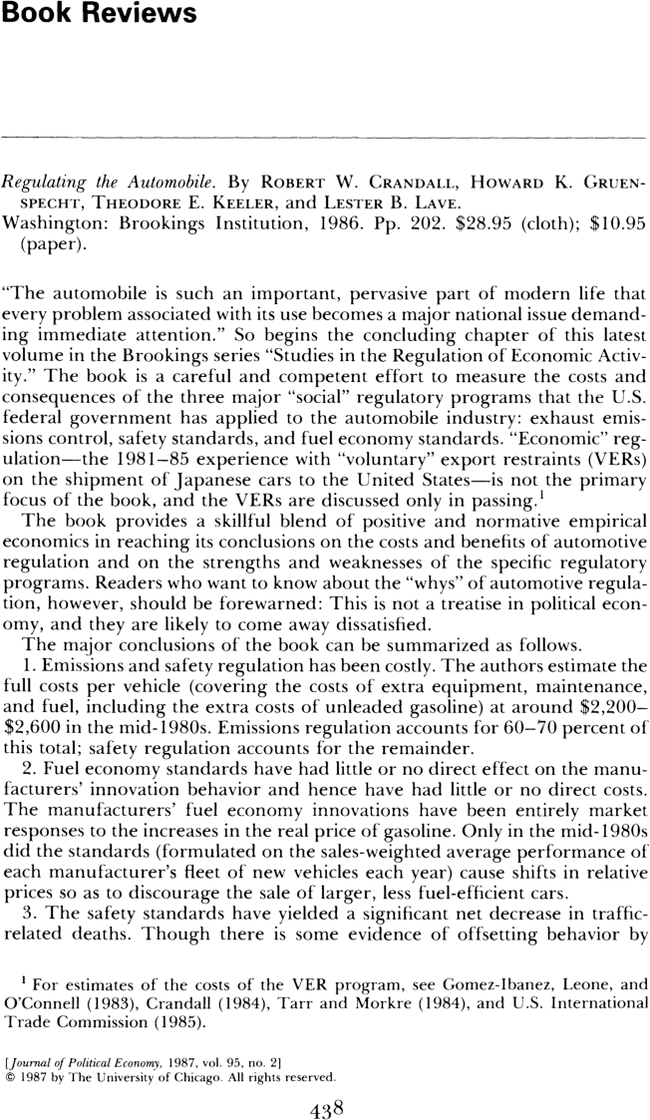 Book Reviews
Regulating the Automobile. By ROBERT W. CRANDALL, HOWARD K. GRUEN-
SPECHT, THEODORE E. KEELER, and LESTER B. LAVE.
Washington: Brookings Institution, 1986. Pp. 202. $28.95 (cloth); $10.95
(paper).
“The automobile is such an important, pervasive part of modern life that
every problem associated with its use becomes a major national issue demand-
ing immediate attention.” So begins the concluding chapter of this latest
volume in the Brookings series “Studies in the Regulation of Economic Activ-
ity.” The book is a careful and competent effort to measure the costs and
consequences of the three major “social” regulatory programs that the U.S.
federal government has applied to the automobile industry: exhaust emis-
sions control, safety standards, and fuel economy standards. “Economic” reg-
ulation—the 1981–85 experience with “voluntary” export restraints (VERs)
on the shipment of Japanese cars to the United States—is not the primary
focus of the book, and the VERs are discussed only in passing.¹
The book provides a skillful blend of positive and normative empirical
economics in reaching its conclusions on the costs and benefits of automotive
regulation and on the strengths and weaknesses of the specific regulatory
programs. Readers who want to know about the “whys” of automotive regula-
tion, however, should be forewarned: This is not a treatise in political econ-
omy, and they are likely to come away dissatisfied.
The major conclusions of the book can be summarized as follows.
1. Emissions and safety regulation has been costly. The authors estimate the
full costs per vehicle (covering the costs of extra equipment, maintenance,
and fuel, including the extra costs of unleaded gasoline) at around $2,200–
$2,600 in the mid-1980s. Emissions regulation accounts for 60–70 percent of
this total; safety regulation accounts for the remainder.
2. Fuel economy standards have had little or no direct effect on the manu-
facturers’ innovation behavior and hence have had little or no direct costs.
The manufacturers’ fuel economy innovations have been entirely market
responses to the increases in the real price of gasoline. Only in the mid-1980s
did the standards (formulated on the sales-weighted average performance of
each manufacturer’s fleet of new vehicles each year) cause shifts in relative
prices so as to discourage the sale of larger, less fuel-efficient cars.
3. The safety standards have yielded a significant net decrease in traffic-
related deaths. Though there is some evidence of offsetting behavior by
¹ For estimates of the costs of the VER program, see Gomez-Ibanez, Leone, and
O’Connell (1983), Crandall (1984), Tarr and Morkre (1984), and U.S. International
Trade Commission (1985).
[Journal of Political Economy, 1987, vol. 95, no. 2]
© 1987 by The University of Chicago. All rights reserved.
438